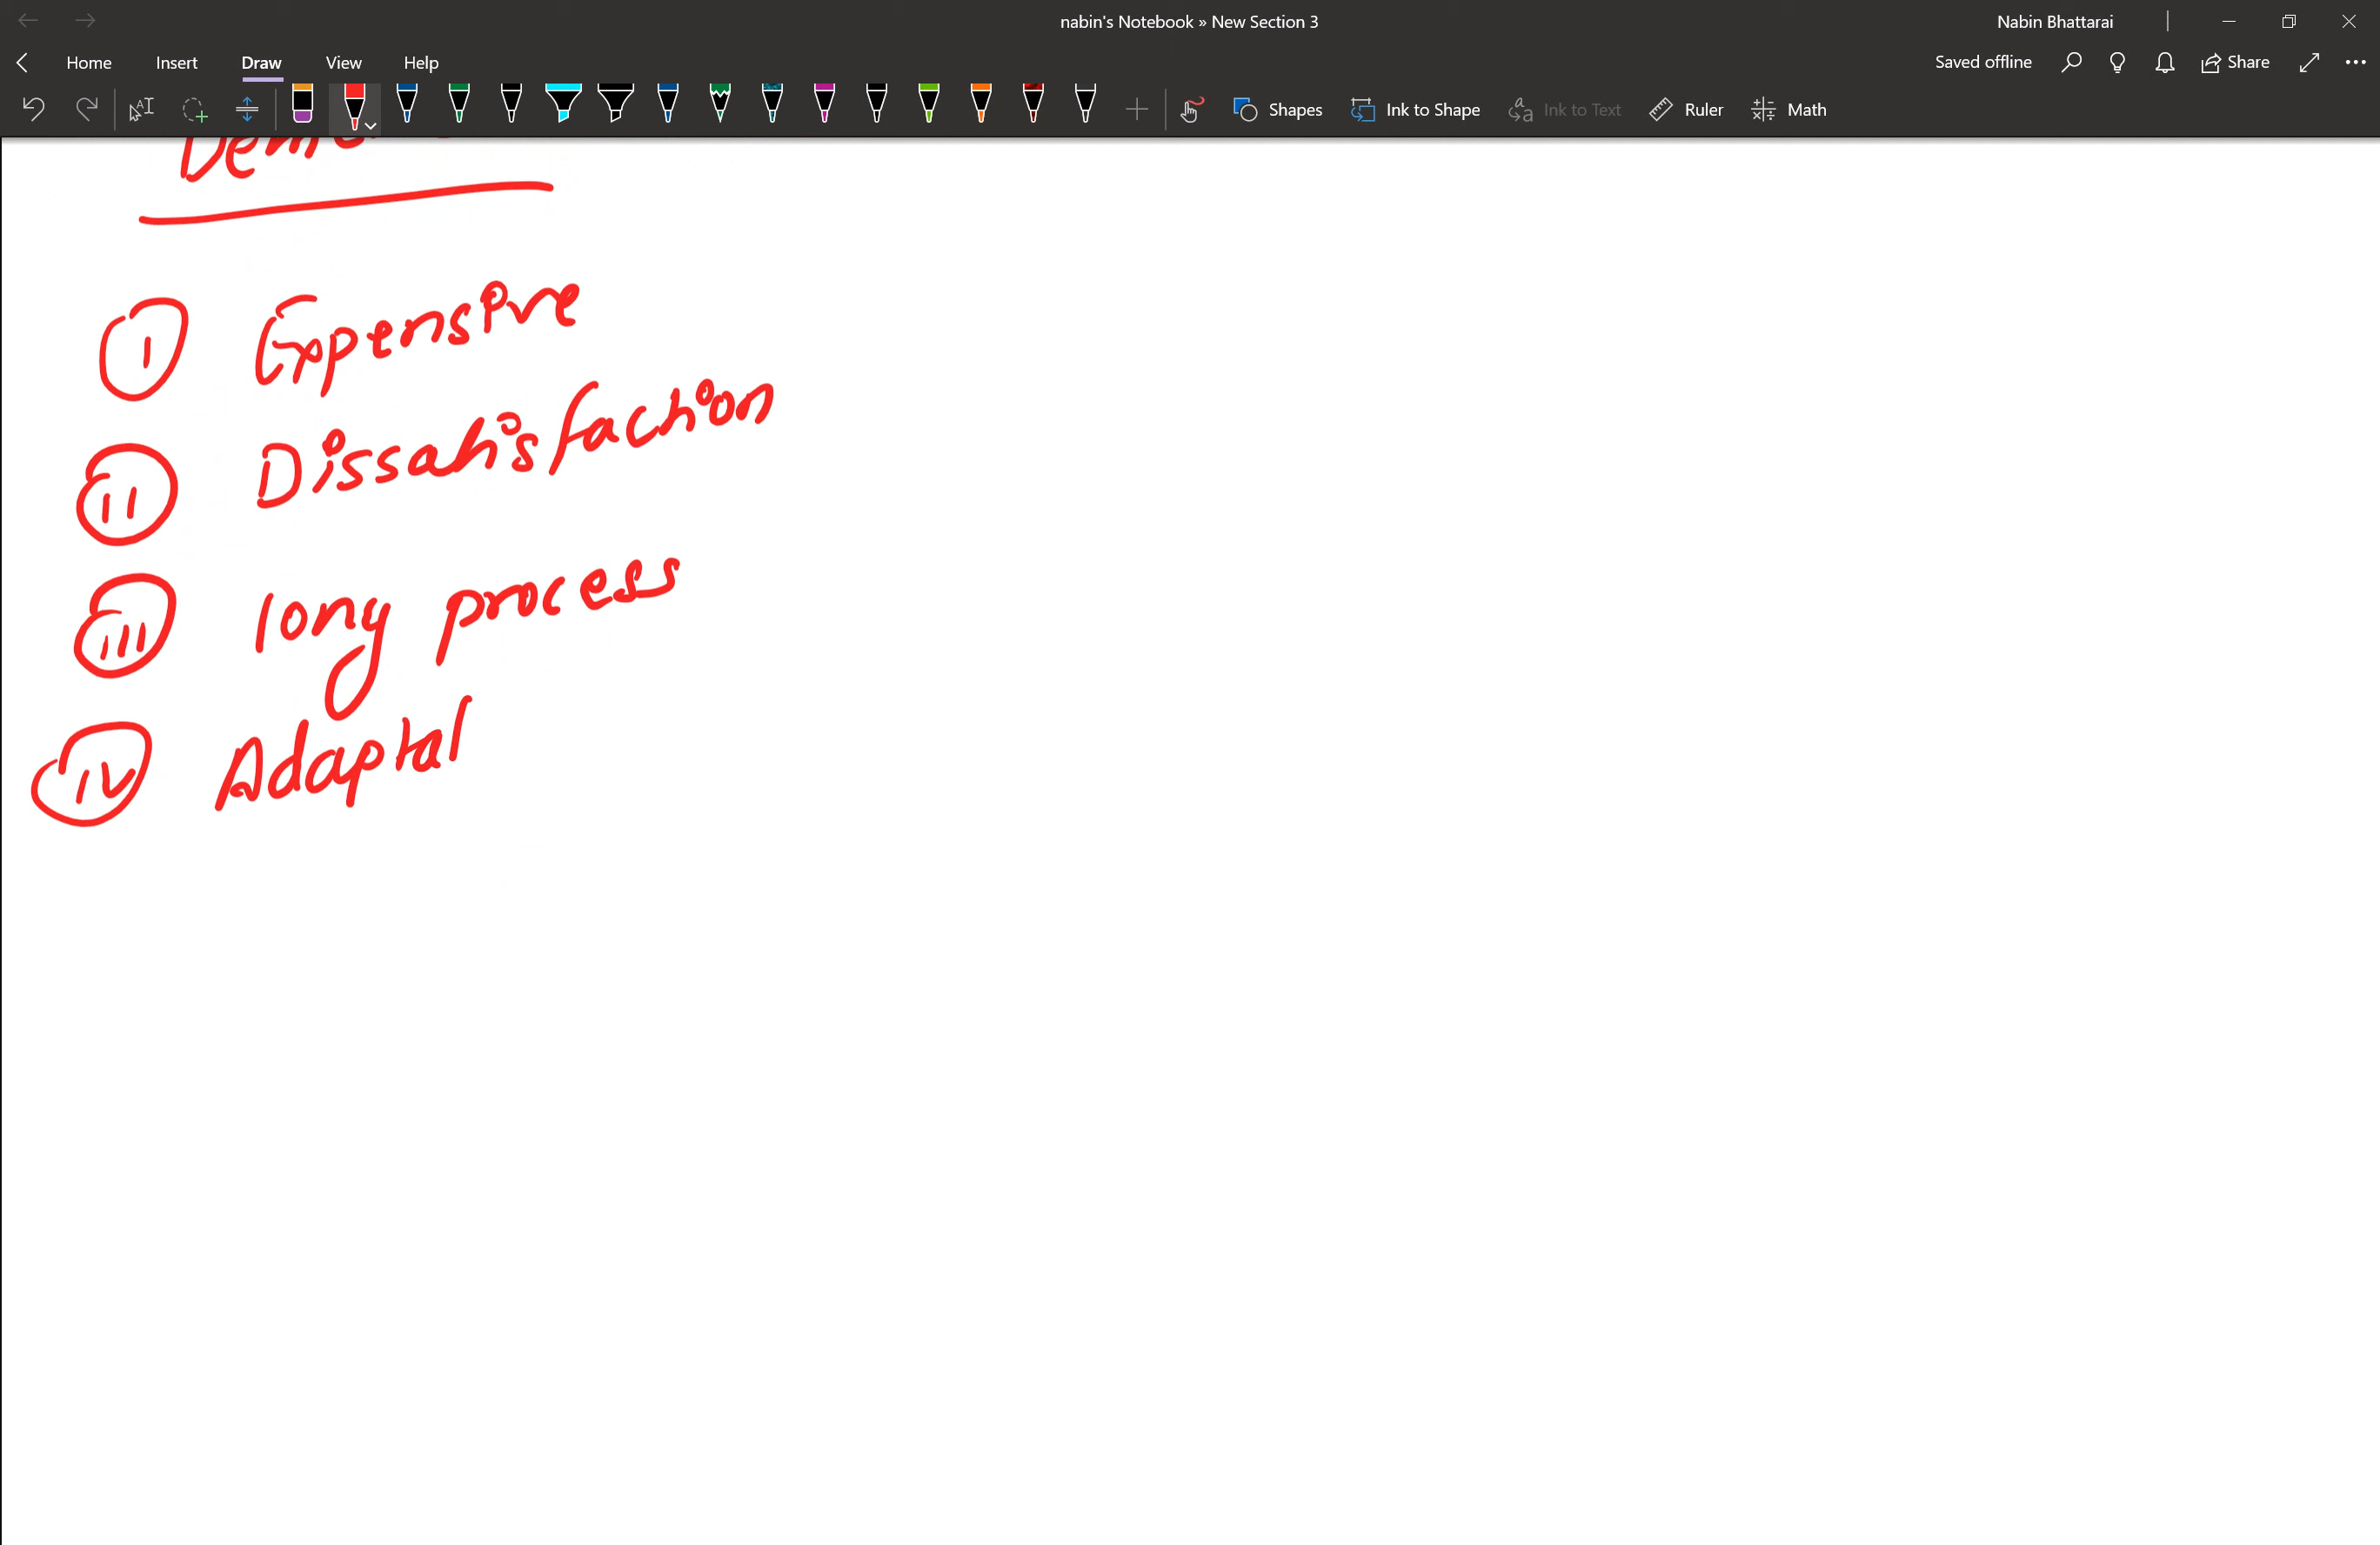 nabin's Notebook » New Section 3
Nabin Bhattarai
Home Insert Draw View Help
Saved offline
Share
Shapes Ink to Shape Ink to Text Ruler Math
I Expensive
II Dissatisfaction
III long process
IV Adaptal